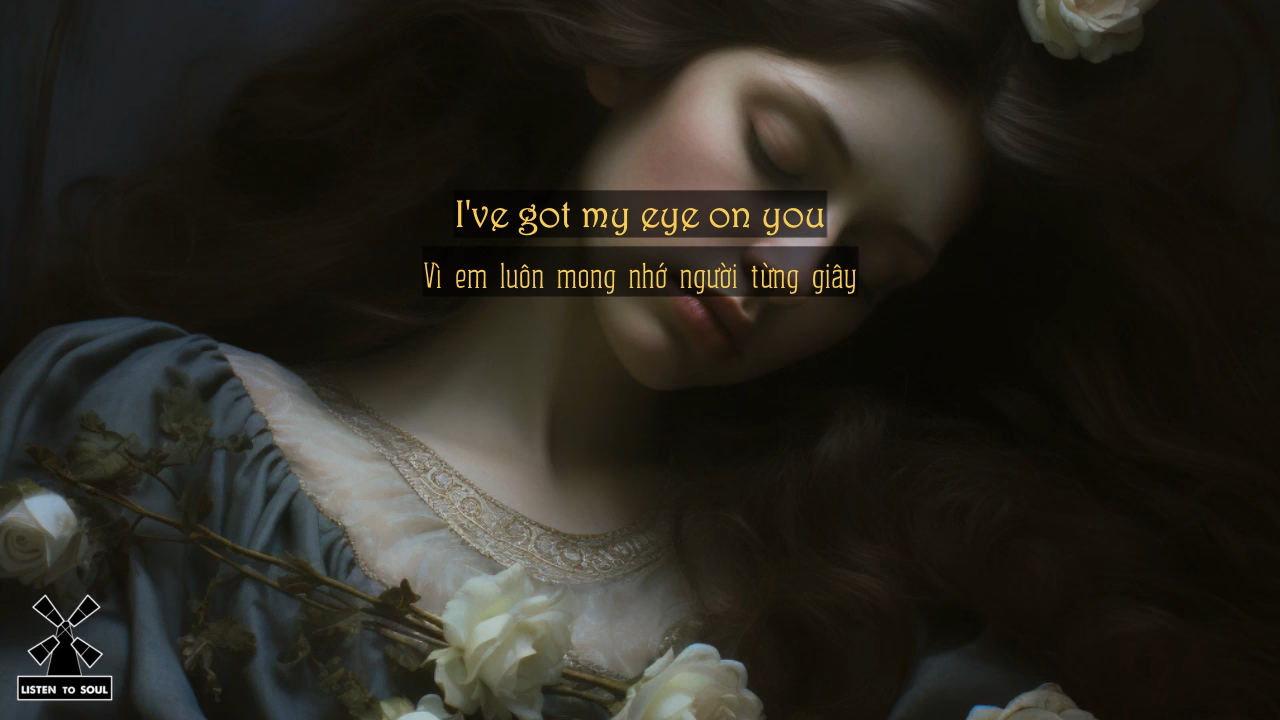 I've got my eye on you
Vì em luôn mong nhớ người từng giây
LISTEN TO SOUL